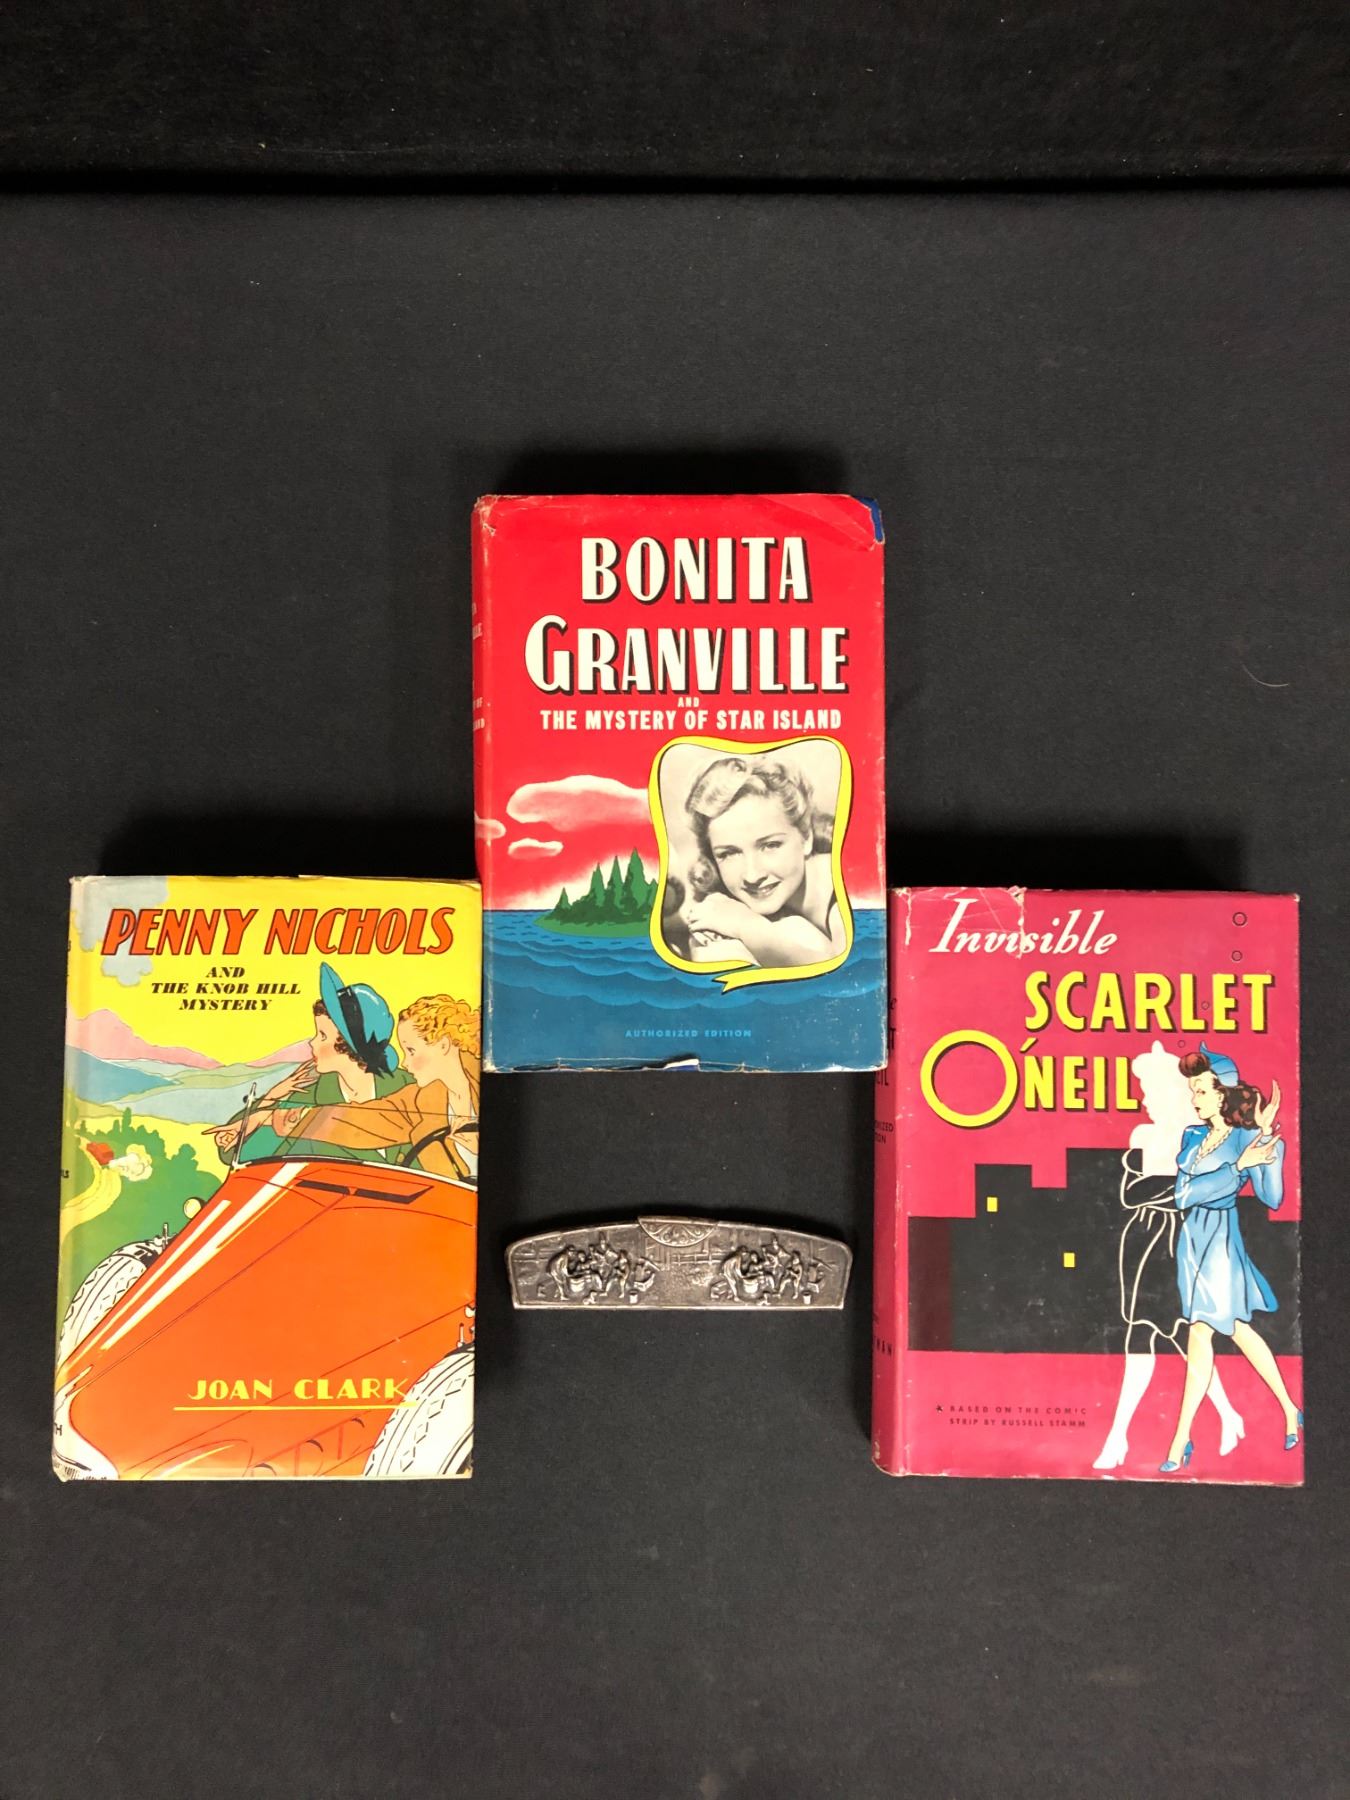 BONITA
GRANVILLE
AND
THE MYSTERY OF STAR ISLAND
AUTHORIZED EDITION
PENNY NICHOLS
AND
THE KNOB HILL
MYSTERY
JOAN CLARK
Invisible
SCARLET
O'NEIL
BASED ON THE COMIC
STRIP BY RUSSELL STAMM